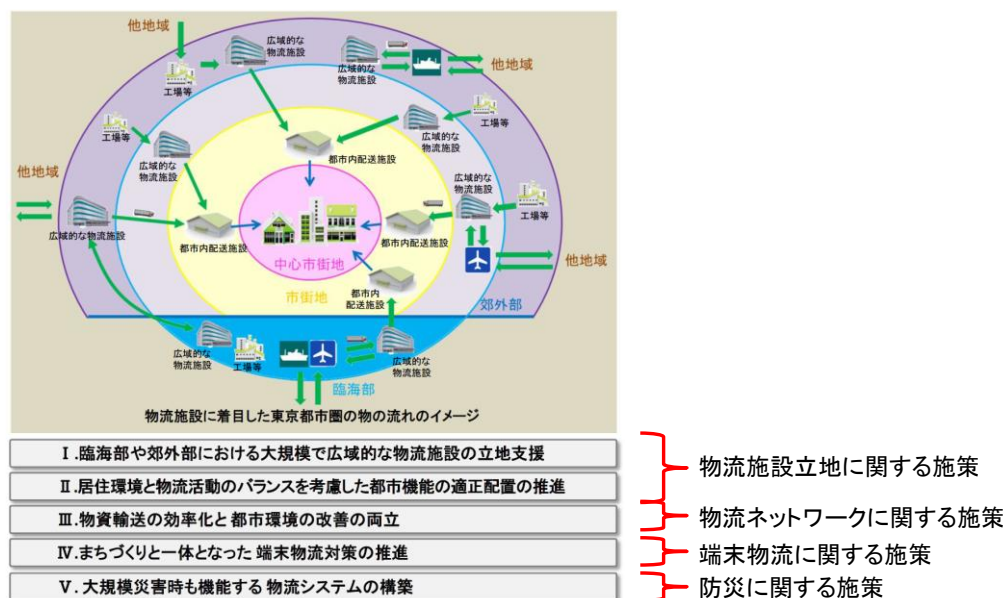 他地域
広域的な
物流施設
工場等
広域的な
物流施設
他地域
工場等
広域的な
物流施設
都市内配送施設
広域的な
物流施設
工場等
他地域
広域的な物流施設
都市内配送施設
中心市街地
都市内配送施設
広域的な
物流施設
工場等
他地域
市街地
都市内
配送施設
郊外部
広域的な
物流施設
工場等
広域的な
物流施設
臨海部
物流施設に着目した東京都市圏の物の流れのイメージ
Ⅰ.臨海部や郊外部における大規模で広域的な物流施設の立地支援
Ⅱ.居住環境と物流活動のバランスを考慮した都市機能の適正配置の推進
物流施設立地に関する施策
Ⅲ.物資輸送の効率化と都市環境の改善の両立
物流ネットワークに関する施策
Ⅳ.まちづくりと一体となった端末物流対策の推進
端末物流に関する施策
Ⅴ.大規模災害時も機能する物流システムの構築
防災に関する施策